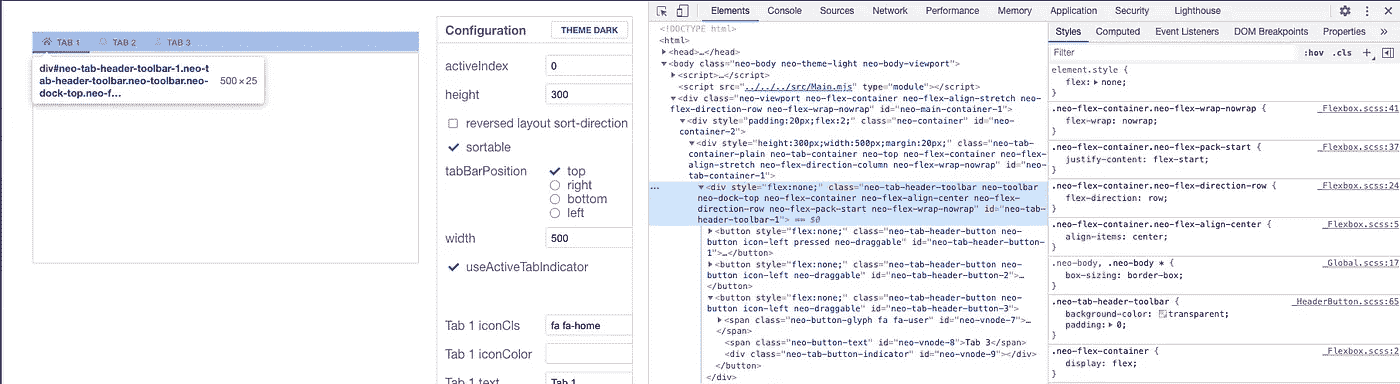 TAB 1 TAB 2 TAB 3
div#neo-tab-header-toolbar-1.neo-t
ab-header-toolbar.neo-toolbar.neo-
dock-top.neo-f… 500 × 25
Configuration THEME DARK
activeIndex 0
height 300
reversed layout sort-direction
sortable
tabBarPosition top
right
bottom
left
width 500
useActiveTabIndicator
Tab 1 iconCls fa fa-home
Tab 1 iconColor
Tab 1 text Tab 1
Elements Console Sources Network Performance Memory Application Security Lighthouse
<!DOCTYPE html>
<html>
▶<head>…</head>
▼<body class="neo-body neo-theme-light neo-body-viewport">
▶<script>…</script>
<script src="../../../src/Main.mjs" type="module"></script>
▼<div class="neo-viewport neo-flex-container neo-flex-align-stretch neo-
flex-direction-row neo-flex-wrap-nowrap" id="neo-main-container-1">
▼<div style="padding:20px;flex:2;" class="neo-container" id="neo-
container-2">
▼<div style="height:300px;width:500px;margin:20px;" class="neo-tab-
container-plain neo-tab-container neo-top neo-flex-container neo-flex-
align-stretch neo-flex-direction-column neo-flex-wrap-nowrap" id="neo-
tab-container-1">
… ▼<div style="flex:none;" class="neo-tab-header-toolbar neo-toolbar
neo-dock-top neo-flex-container neo-flex-align-center neo-flex-
direction-row neo-flex-pack-start neo-flex-wrap-nowrap" id="neo-tab-
header-toolbar-1"> == $0
▶<button style="flex:none;" class="neo-tab-header-button neo-
button icon-left pressed neo-draggable" id="neo-tab-header-button-
1">…</button>
▶<button style="flex:none;" class="neo-tab-header-button neo-
button icon-left neo-draggable" id="neo-tab-header-button-2">…
</button>
▼<button style="flex:none;" class="neo-tab-header-button neo-
button icon-left neo-draggable" id="neo-tab-header-button-3">
▶<span class="neo-button-glyph fa fa-user" id="neo-vnode-7">…
</span>
<span class="neo-button-text" id="neo-vnode-8">Tab 3</span>
<div class="neo-tab-button-indicator" id="neo-vnode-9"></div>
</button>
</div>
Styles Computed Event Listeners DOM Breakpoints Properties »
Filter :hov .cls +
element.style {
flex:▶ none;
}
.neo-flex-container.neo-flex-wrap-nowrap { _Flexbox.scss:41
flex-wrap: nowrap;
}
.neo-flex-container.neo-flex-pack-start { _Flexbox.scss:37
justify-content: flex-start;
}
.neo-flex-container.neo-flex-direction-row { _Flexbox.scss:24
flex-direction: row;
}
.neo-flex-container.neo-flex-align-center { _Flexbox.scss:5
align-items: center;
}
.neo-body, .neo-body * { _Global.scss:17
box-sizing: border-box;
}
.neo-tab-header-toolbar { _HeaderButton.scss:65
background-color: transparent;
padding:▶ 0;
}
.neo-flex-container { _Flexbox.scss:2
display: flex;
}